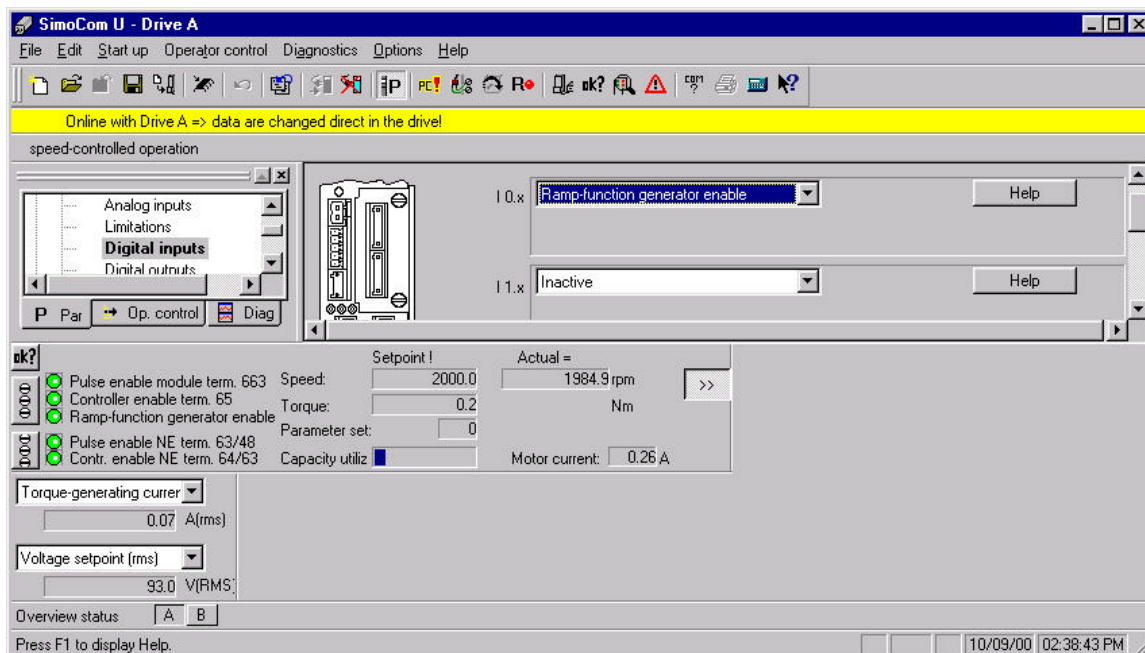 SimoCom U - Drive A
File Edit Start up Operator control Diagnostics Options Help
P PC! R ok? COM ? ?
Online with Drive A => data are changed direct in the drive!
speed-controlled operation
Analog inputs
Limitations
Digital inputs
Digital outputs
P Par Op. control Diag
I 0.x Ramp-function generator enable Help
I 1.x Inactive Help
ok?
Setpoint ! Actual =
Pulse enable module term. 663
Controller enable term. 65
Ramp-function generator enable
Pulse enable NE term. 63/48
Contr. enable NE term. 64/63
Speed: 2000.0 1984.9 rpm >>
Torque: 0.2 Nm
Parameter set: 0
Capacity utiliz Motor current: 0.26 A
Torque-generating currer
0.07 A(rms)
Voltage setpoint (rms)
93.0 V(RMS)
Overview status A B
Press F1 to display Help. 10/09/00 02:38:43 PM